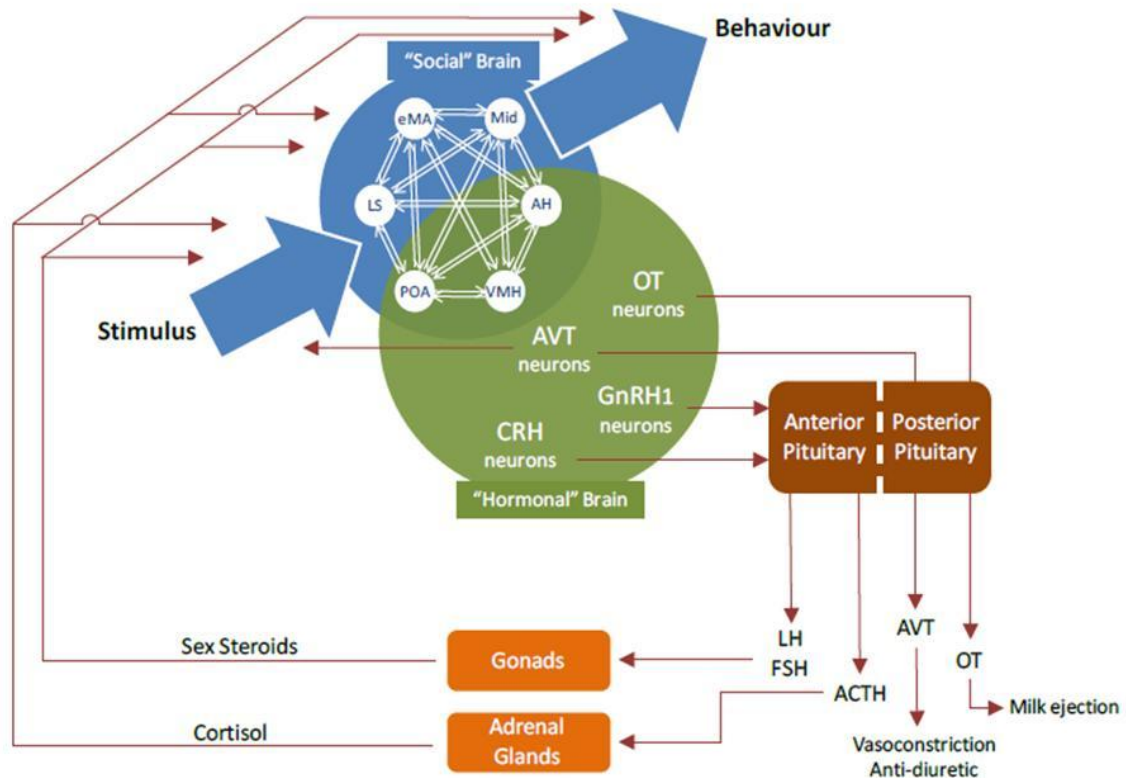 Behaviour
“Social” Brain
eMA
Mid
LS
AH
POA
VMH
Stimulus
OT
neurons
AVT
neurons
GnRH1
neurons
CRH
neurons
“Hormonal” Brain
Anterior
Pituitary
Posterior
Pituitary
LH
FSH
ACTH
AVT
OT
Milk ejection
Vasoconstriction
Anti-diuretic
Sex Steroids
Gonads
Cortisol
Adrenal
Glands